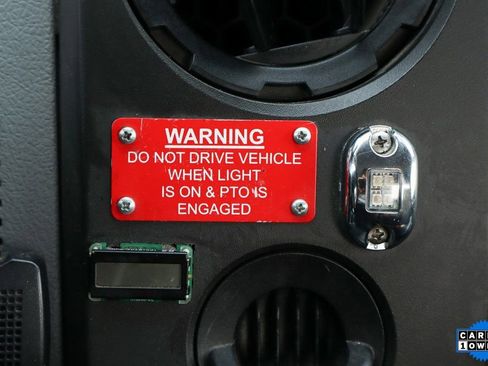 WARNING
DO NOT DRIVE VEHICLE
WHEN LIGHT
IS ON & PTO IS
ENGAGED